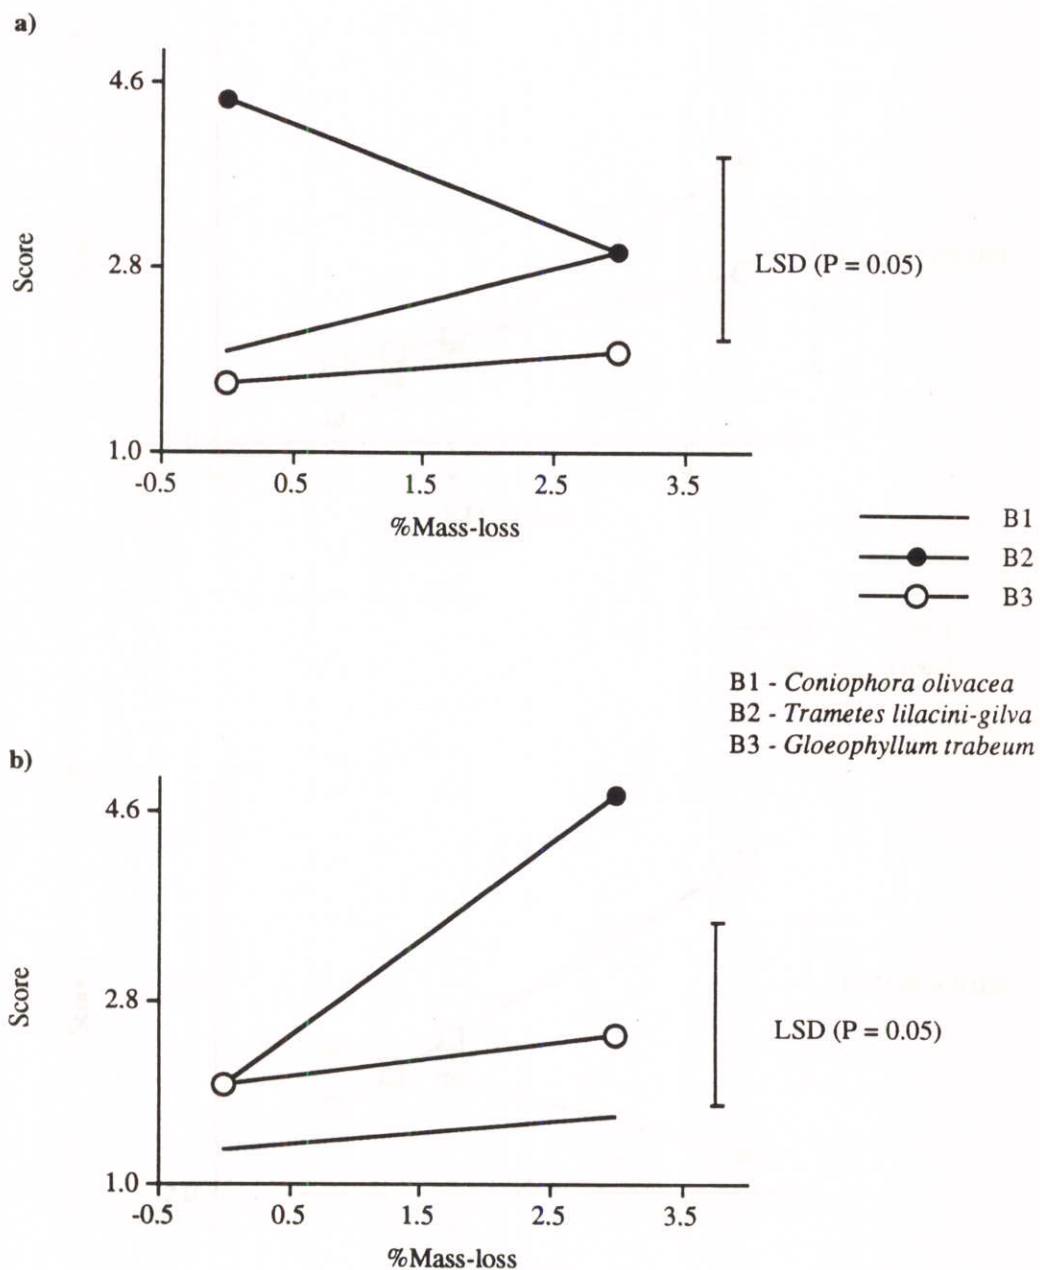 a)
4.6
2.8
1.0
Score
-0.5 0.5 1.5 2.5 3.5
%Mass-loss
LSD (P = 0.05)
B1
B2
B3
B1 - Coniophora olivacea
B2 - Trametes lilacini-gilva
B3 - Gloeophyllum trabeum
b)
4.6
2.8
1.0
Score
-0.5 0.5 1.5 2.5 3.5
%Mass-loss
LSD (P = 0.05)